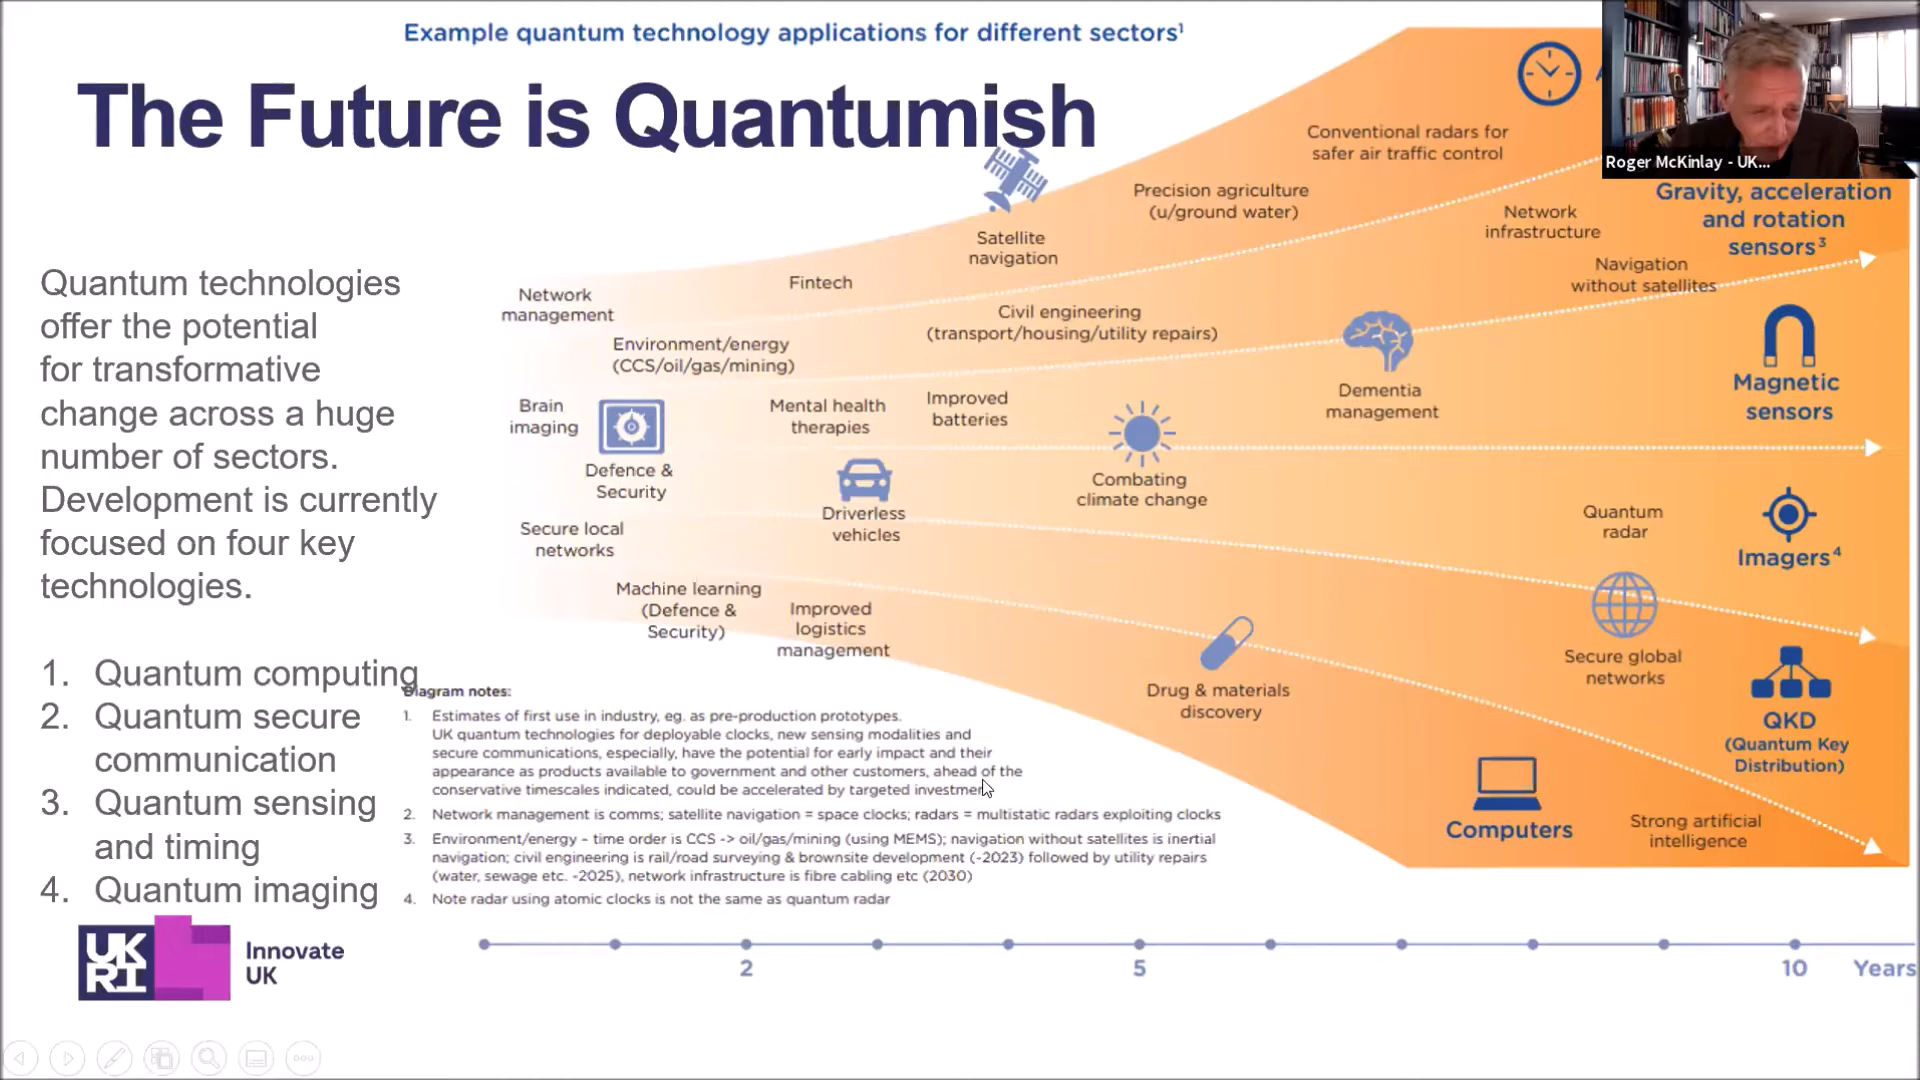 Example quantum technology applications for different sectors¹
The Future is Quantumish
Quantum technologies
offer the potential
for transformative
change across a huge
number of sectors.
Development is currently
focused on four key
technologies.
1. Quantum computing
2. Quantum secure
communication
3. Quantum sensing
and timing
4. Quantum imaging
UK
RI
Innovate
UK
Roger McKinlay - UK...
Conventional radars for
safer air traffic control
Precision agriculture
(u/ground water)
Satellite
navigation
Fintech
Network
management
Network
infrastructure
Gravity, acceleration
and rotation
sensors³
Navigation
without satellites
Civil engineering
(transport/housing/utility repairs)
Environment/energy
(CCS/oil/gas/mining)
Brain
imaging
Defence &
Security
Mental health
therapies
Improved
batteries
Dementia
management
Magnetic
sensors
Combating
climate change
Driverless
vehicles
Secure local
networks
Quantum
radar
Imagers⁴
Machine learning
(Defence &
Security)
Improved
logistics
management
Drug & materials
discovery
Secure global
networks
QKD
(Quantum Key
Distribution)
Computers
Strong artificial
intelligence
Diagram notes:
1. Estimates of first use in industry, eg. as pre-production prototypes.
UK quantum technologies for deployable clocks, new sensing modalities and
secure communications, especially, have the potential for early impact and their
appearance as products available to government and other customers, ahead of the
conservative timescales indicated, could be accelerated by targeted investment.
2. Network management is comms; satellite navigation = space clocks; radars = multistatic radars exploiting clocks
3. Environment/energy - time order is CCS -> oil/gas/mining (using MEMS); navigation without satellites is inertial
navigation; civil engineering is rail/road surveying & brownsite development (~2023) followed by utility repairs
(water, sewage etc. ~2025), network infrastructure is fibre cabling etc (2030)
4. Note radar using atomic clocks is not the same as quantum radar
2 5 10 Years